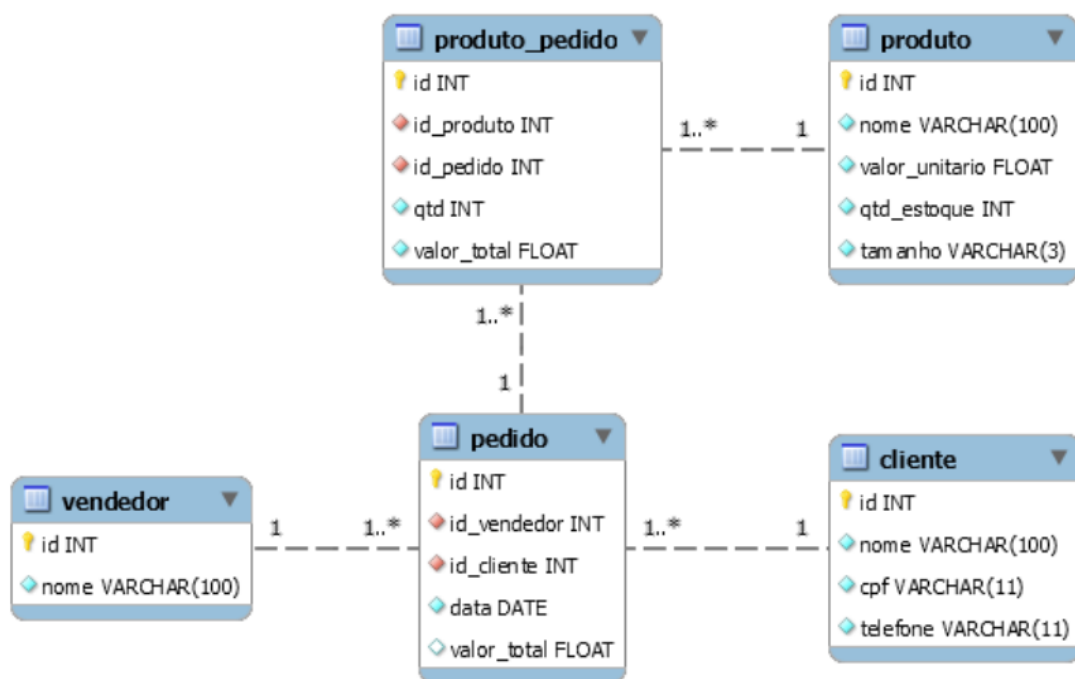 produto_pedido
id INT
id_produto INT
id_pedido INT
qtd INT
valor_total FLOAT
1..*
1
produto
id INT
nome VARCHAR(100)
valor_unitario FLOAT
qtd_estoque INT
tamanho VARCHAR(3)
1..*
1
pedido
id INT
id_vendedor INT
id_cliente INT
data DATE
valor_total FLOAT
vendedor
id INT
nome VARCHAR(100)
1
1..*
1..*
1
cliente
id INT
nome VARCHAR(100)
cpf VARCHAR(11)
telefone VARCHAR(11)